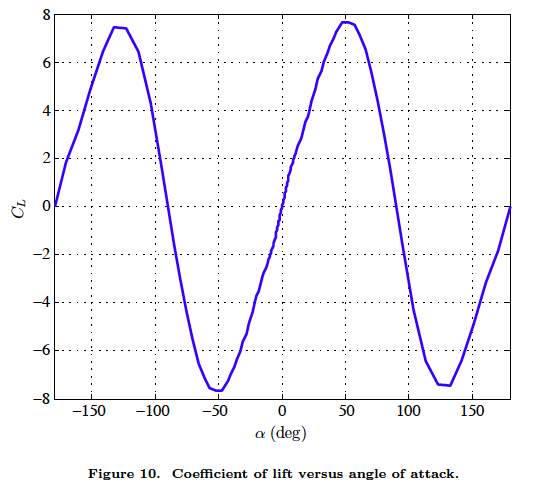 8
6
4
2
0
−2
−4
−6
−8
C_L
−150 −100 −50 0 50 100 150
α (deg)
Figure 10. Coefficient of lift versus angle of attack.